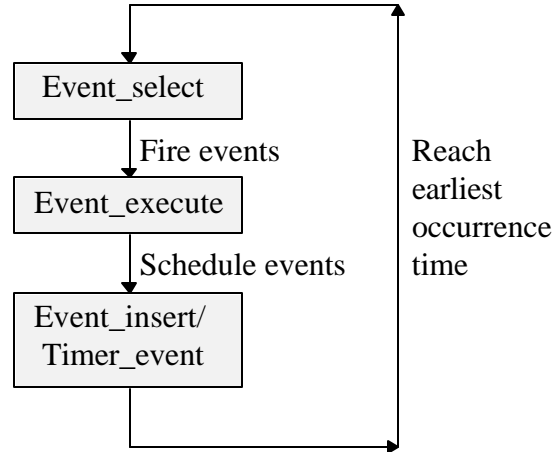 Event_select
Fire events
Event_execute
Schedule events
Event_insert/
Timer_event
Reach
earliest
occurrence
time